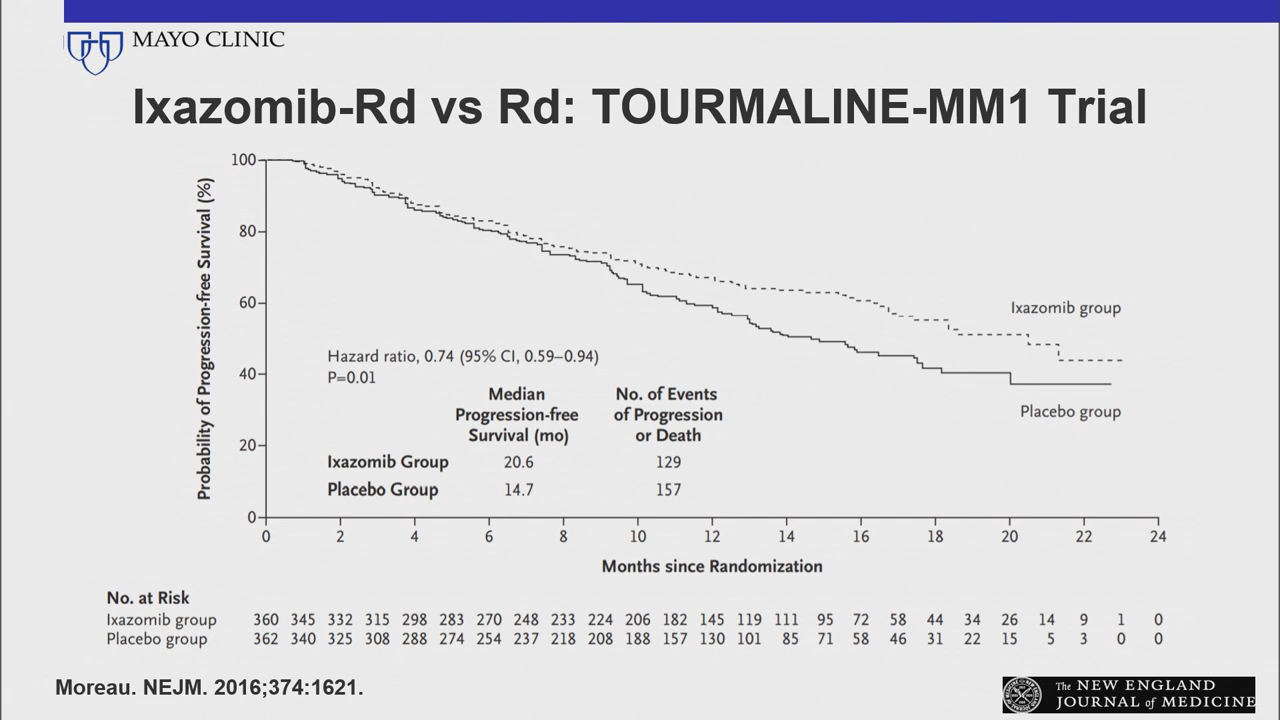 MAYO CLINIC
Ixazomib-Rd vs Rd: TOURMALINE-MM1 Trial
Probability of Progression-free Survival (%)
100
80
60
40
20
0
Ixazomib group
Placebo group
Hazard ratio, 0.74 (95% CI, 0.59–0.94)
P=0.01
Median Progression-free Survival (mo)
No. of Events of Progression or Death
Ixazomib Group 20.6 129
Placebo Group 14.7 157
0 2 4 6 8 10 12 14 16 18 20 22 24
Months since Randomization
No. at Risk
Ixazomib group 360 345 332 315 298 283 270 248 233 224 206 182 145 119 111 95 72 58 44 34 26 14 9 1 0
Placebo group 362 340 325 308 288 274 254 237 218 208 188 157 130 101 85 71 58 46 31 22 15 5 3 0 0
Moreau. NEJM. 2016;374:1621.
The NEW ENGLAND
JOURNAL of MEDICINE